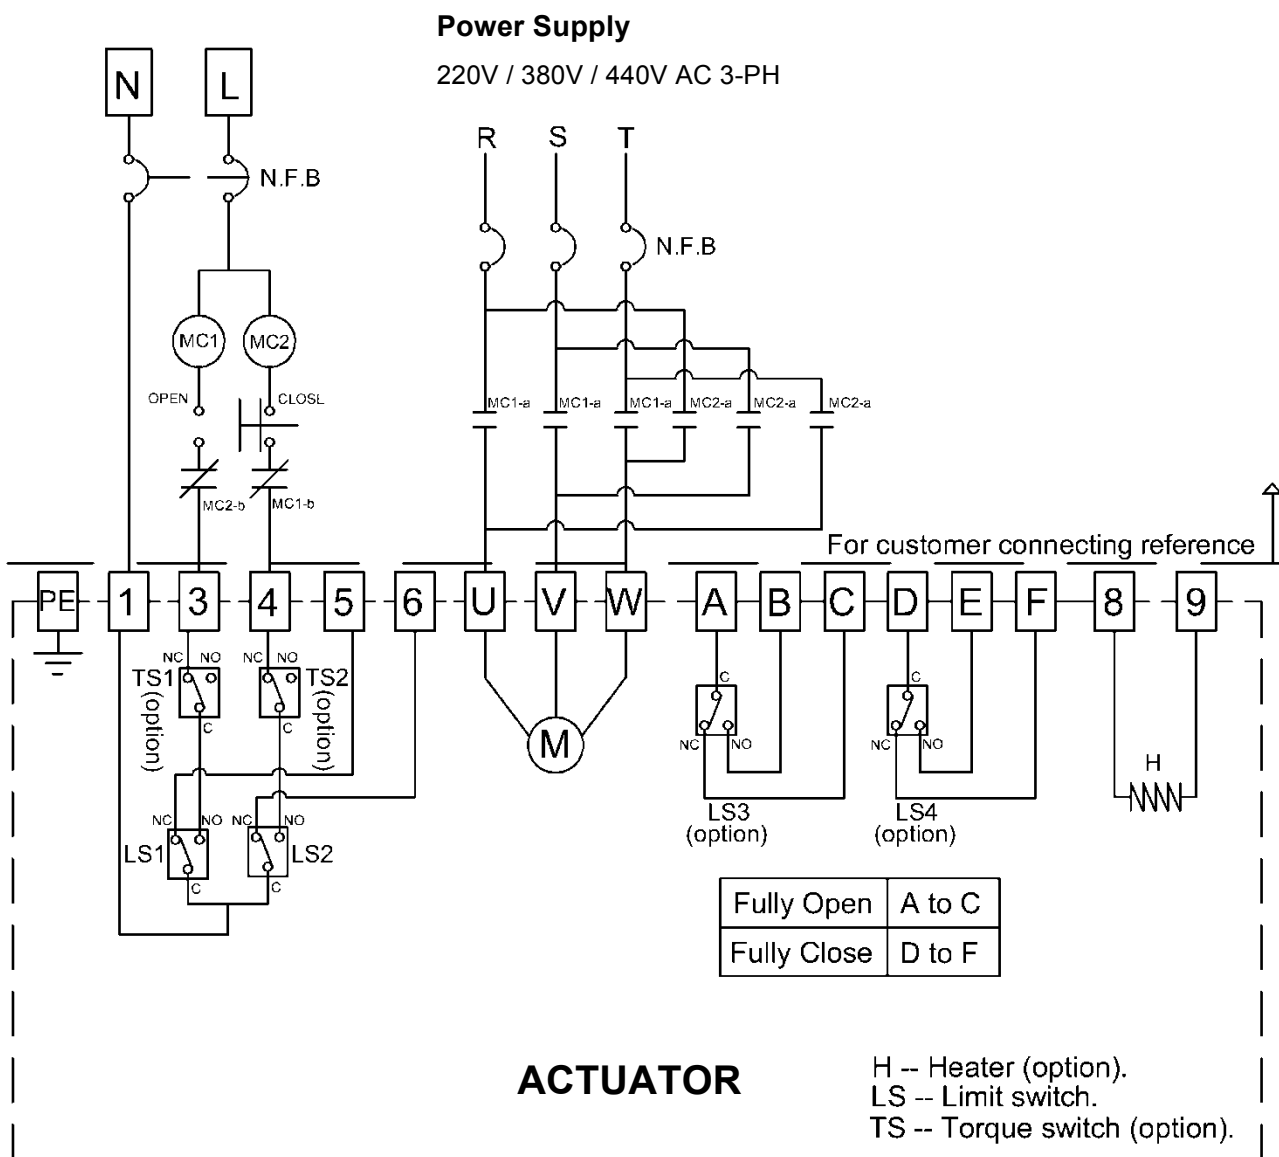 Power Supply
220V / 380V / 440V AC 3-PH
N L
R S T
N.F.B
N.F.B
MC1 MC2
OPEN CLOSE
MC1-a MC1-a MC1-a MC2-a MC2-a MC2-a
MC2-b MC1-b
For customer connecting reference
PE 1 3 4 5 6 U V W A B C D E F 8 9
NC NO NC NO
TS1 TS2
(option) (option)
C C
C C
M
NC NO NC NO
H
LS3 LS4
(option) (option)
NC NO NC NO
LS1 LS2
C C
Fully Open A to C
Fully Close D to F
ACTUATOR
H -- Heater (option).
LS -- Limit switch.
TS -- Torque switch (option).